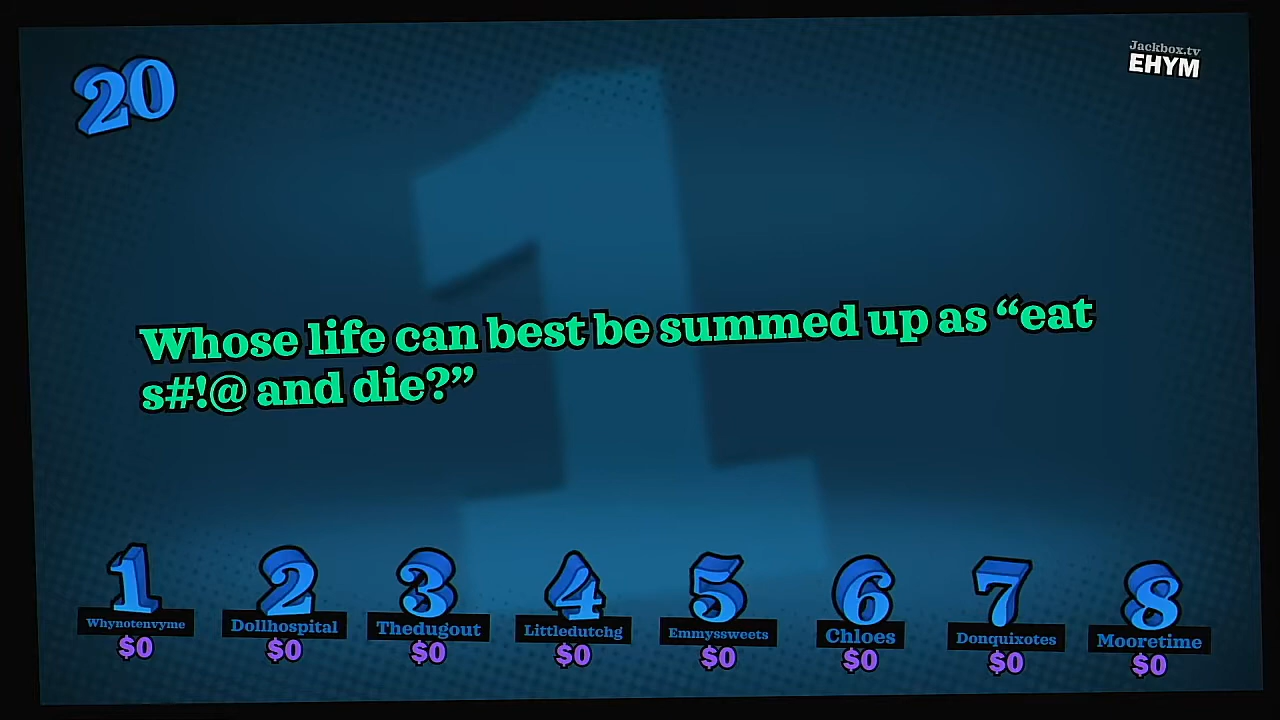 20
Jackbox.tv
EHYM
Whose life can best be summed up as “eat
s#!@ and die?”
1 2 3 4 5 6 7 8
Whynotenvyme Dollhospital Thedugout Littledutchg Emmyssweets Chloes Donquixotes Mooretime
$0 $0 $0 $0 $0 $0 $0 $0
1